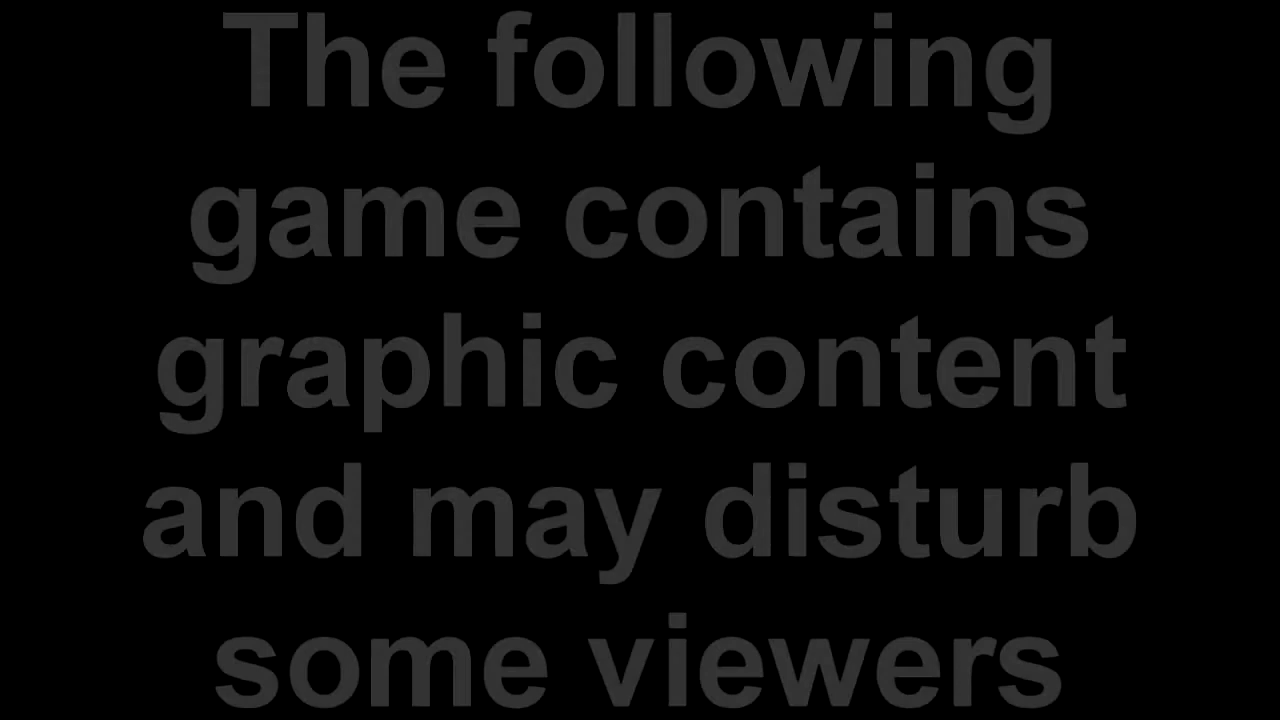 The following
game contains
graphic content
and may disturb
some viewers